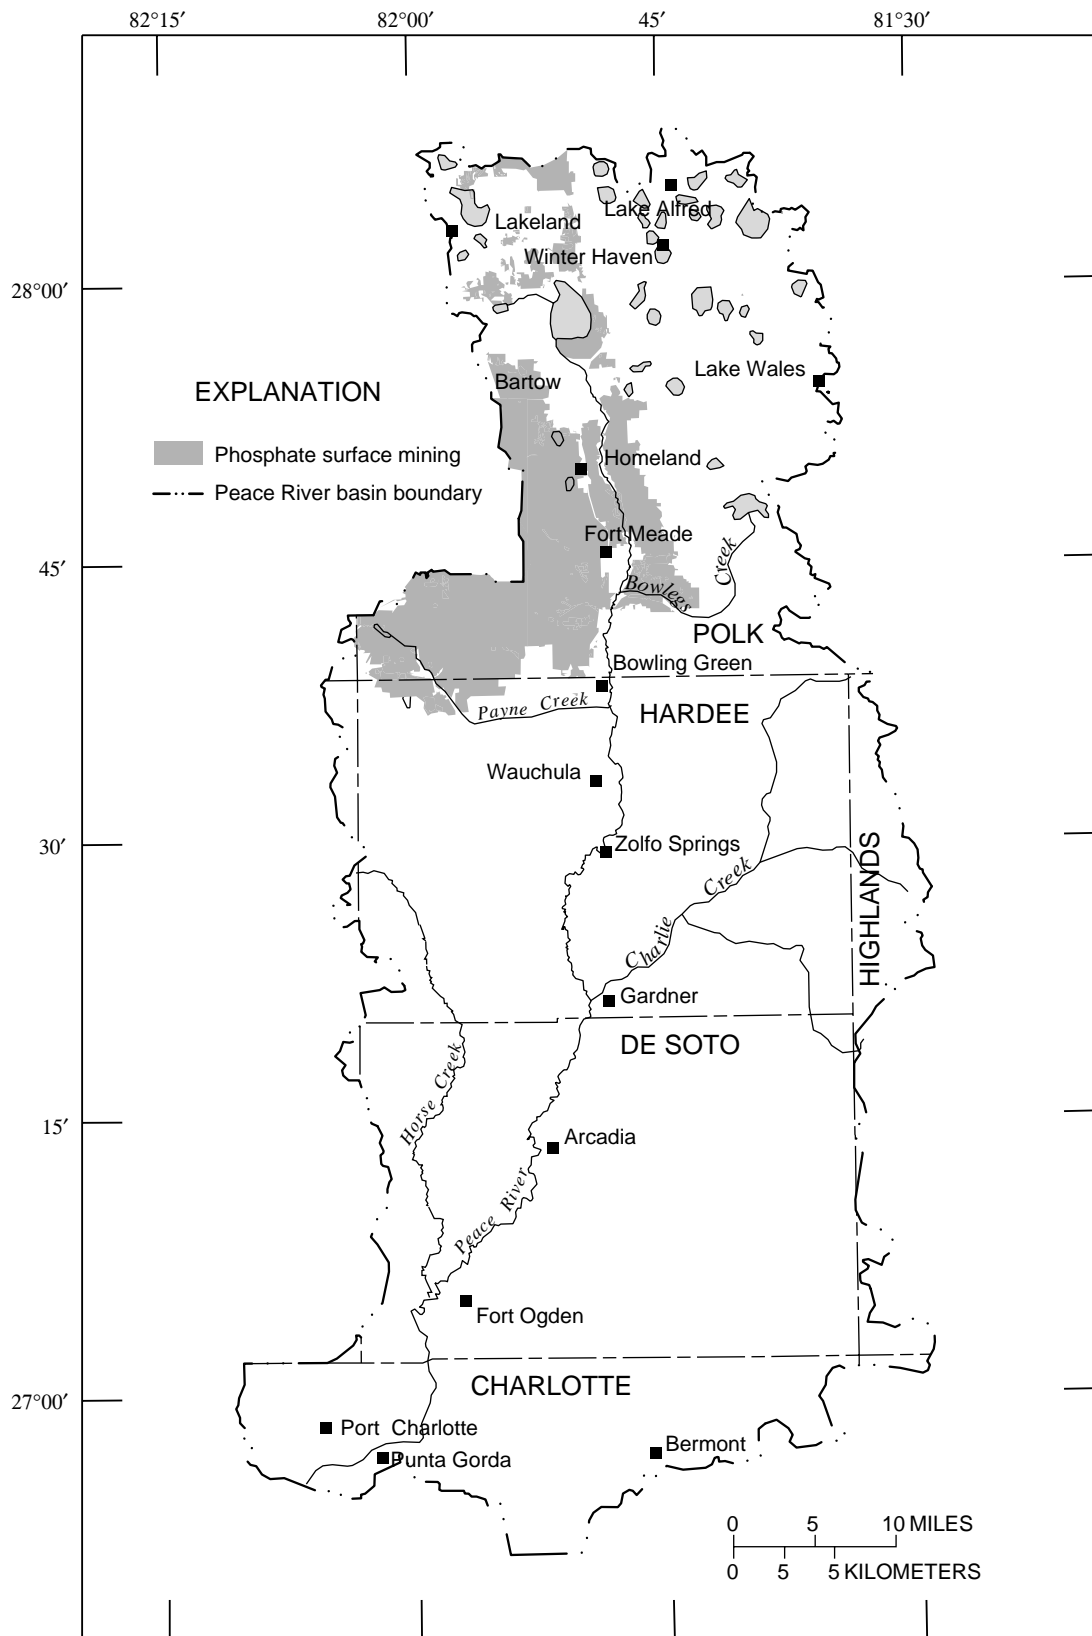 82°15′ 82°00′ 45′ 81°30′
Lake Alfred
Lakeland
Winter Haven
28°00′
Lake Wales
Bartow
EXPLANATION
Phosphate surface mining
Peace River basin boundary
Homeland
Fort Meade
Creek
45′
Bowlegs
POLK
Bowling Green
Payne Creek
HARDEE
Wauchula
30′
Zolfo Springs
Creek
HIGHLANDS
Charlie
Gardner
DE SOTO
Horse Creek
15′
Arcadia
Peace River
Fort Ogden
CHARLOTTE
27°00′
Port Charlotte
Bermont
Punta Gorda
0 5 10 MILES
0 5 5 KILOMETERS